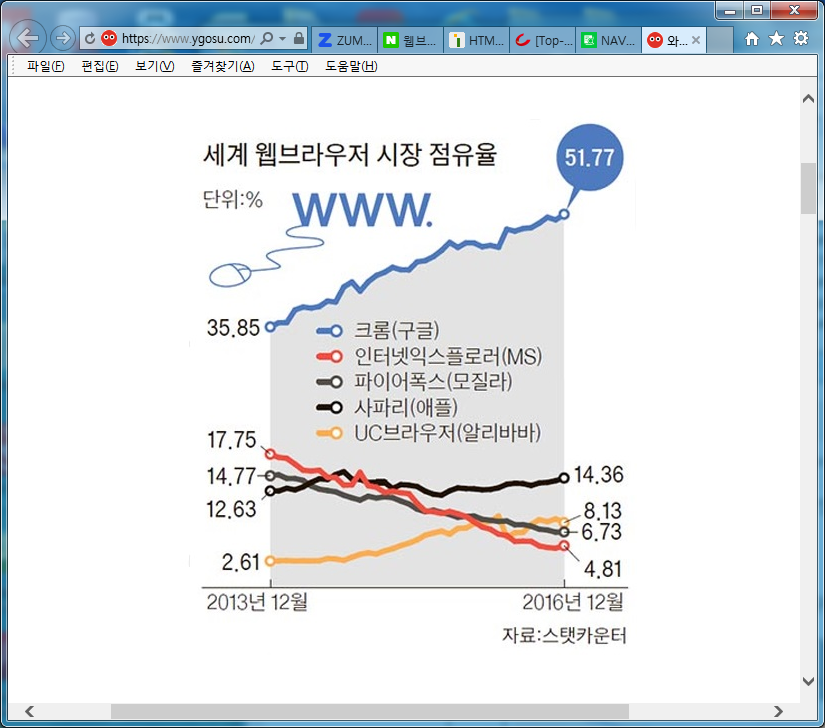 https://www.ygosu.com/
ZUM...
웹브...
HTM...
[Top-...
NAV...
와...
파일(F) 편집(E) 보기(V) 즐겨찾기(A) 도구(T) 도움말(H)
세계 웹브라우저 시장 점유율
51.77
단위:%
WWW.
35.85
크롬(구글)
인터넷익스플로러(MS)
파이어폭스(모질라)
사파리(애플)
UC브라우저(알리바바)
17.75
14.77
12.63
2.61
14.36
8.13
6.73
4.81
2013년 12월
2016년 12월
자료:스탯카운터